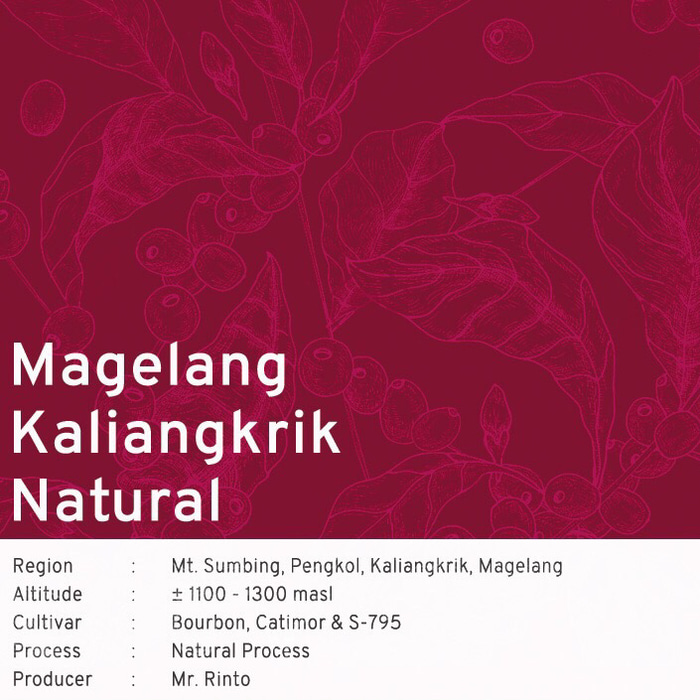 Magelang
Kaliangkrik
Natural
Region : Mt. Sumbing, Pengkol, Kaliangkrik, Magelang
Altitude : ± 1100 - 1300 masl
Cultivar : Bourbon, Catimor & S-795
Process : Natural Process
Producer : Mr. Rinto